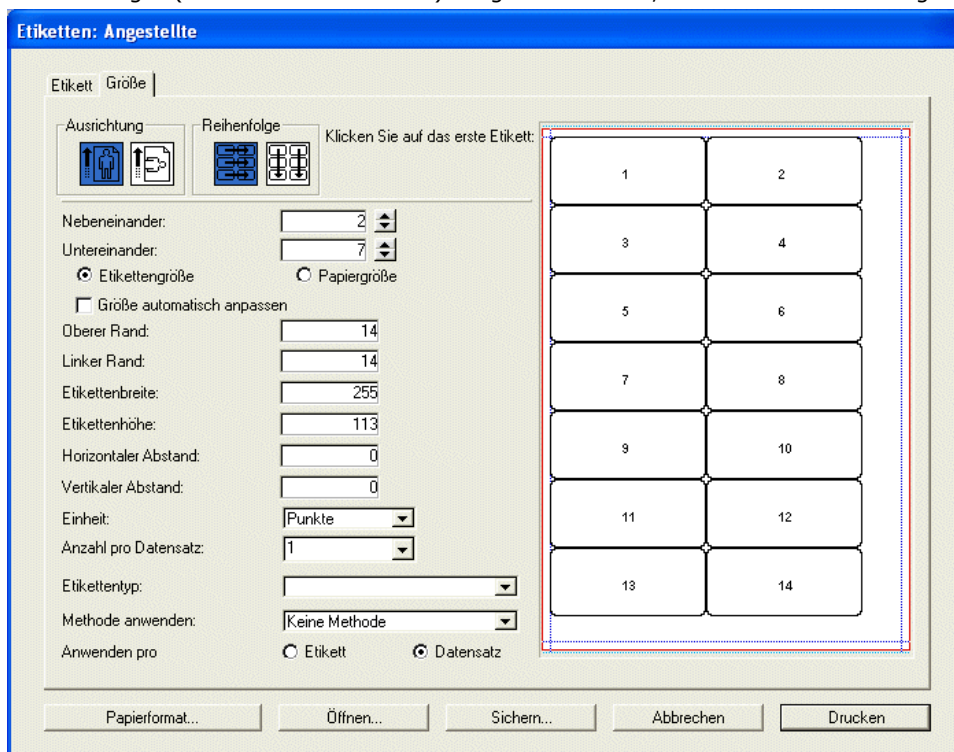 Etiketten: Angestellte
Etikett Größe
Ausrichtung
Reihenfolge
Klicken Sie auf das erste Etikett:
Nebeneinander: 2
Untereinander: 7
Etikettengröße Papiergröße
Größe automatisch anpassen
Oberer Rand: 14
Linker Rand: 14
Etikettenbreite: 255
Etikettenhöhe: 113
Horizontaler Abstand: 0
Vertikaler Abstand: 0
Einheit: Punkte
Anzahl pro Datensatz: 1
Etikettentyp:
Methode anwenden: Keine Methode
Anwenden pro Etikett Datensatz
1 2
3 4
5 6
7 8
9 10
11 12
13 14
Papierformat... Öffnen... Sichern... Abbrechen Drucken